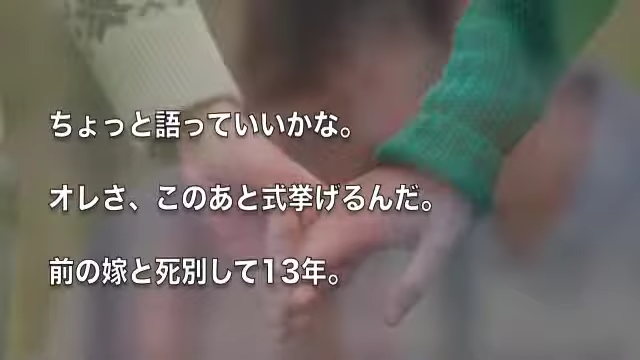 ちょっと語っていいかな。
オレさ、このあと式挙げるんだ。
前の嫁と死別して13年。